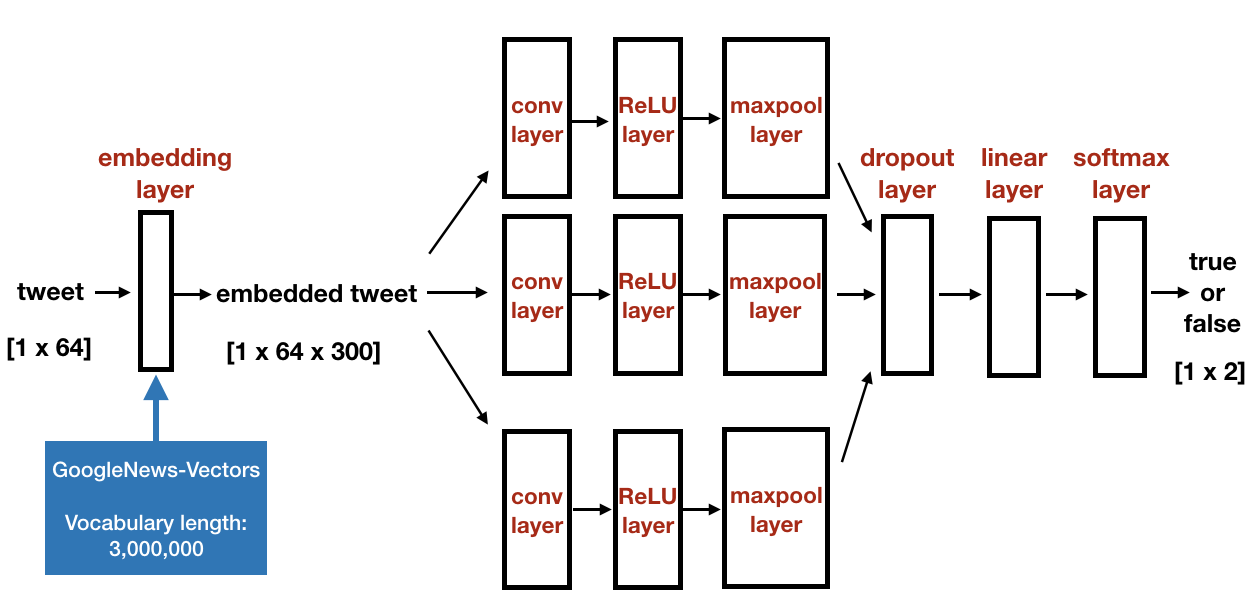 embedding
layer
tweet
[1 x 64]
GoogleNews-Vectors
Vocabulary length:
3,000,000
embedded tweet
[1 x 64 x 300]
conv
layer
ReLU
layer
maxpool
layer
conv
layer
ReLU
layer
maxpool
layer
conv
layer
ReLU
layer
maxpool
layer
dropout
layer
linear
layer
softmax
layer
true
or
false
[1 x 2]